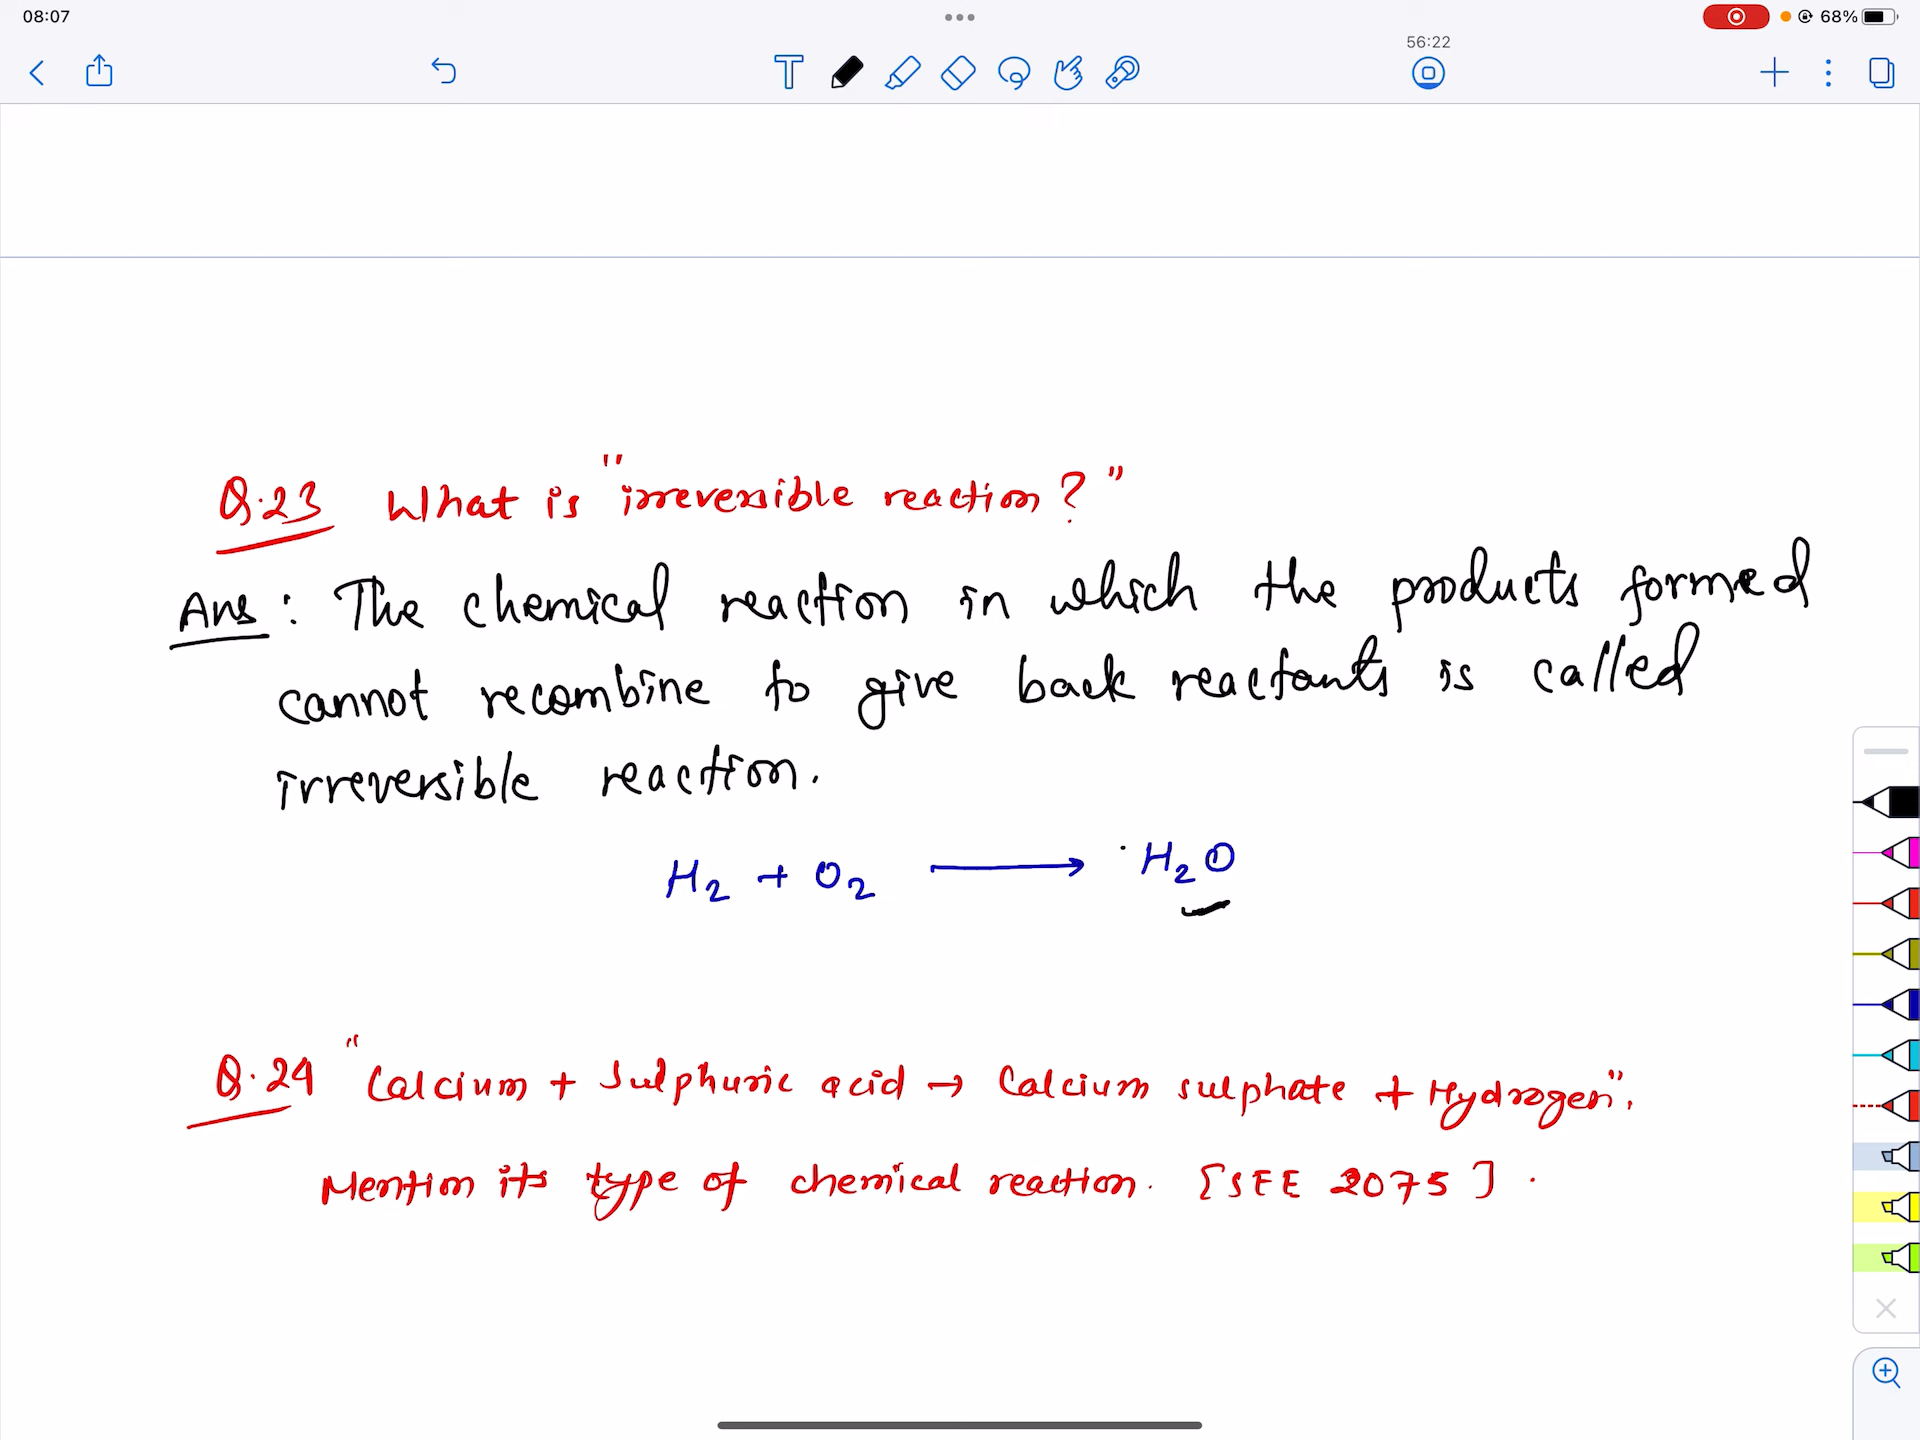 08:07
68%
56:22
Q.23 What is "irreversible reaction?"
Ans: The chemical reaction in which the products formed
cannot recombine to give back reactants is called
irreversible reaction.
H₂ + O₂ ⟶ H₂O
Q.24 "Calcium + Sulphuric acid → Calcium sulphate + Hydrogen".
Mention its type of chemical reaction. [SEE 2075].